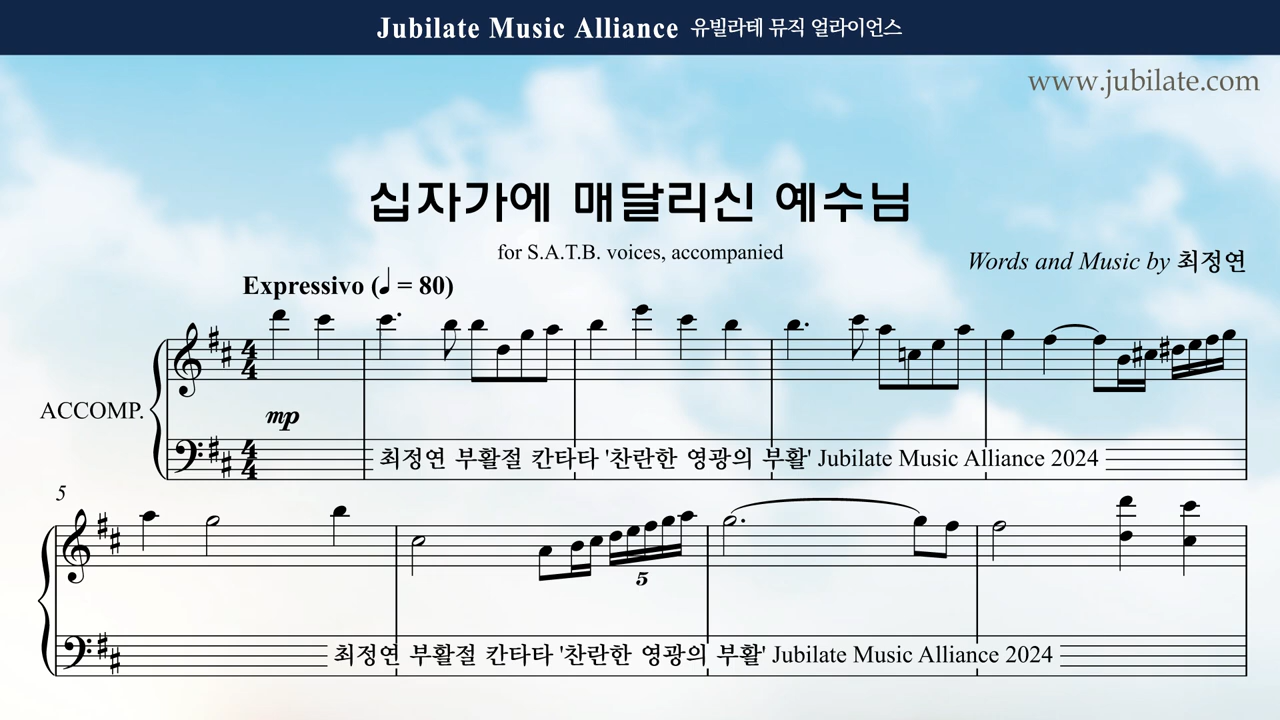 Jubilate Music Alliance 유빌라테 뮤직 얼라이언스
www.jubilate.com
십자가에 매달리신 예수님
for S.A.T.B. voices, accompanied
Words and Music by 최정연
Expressivo (♩ = 80)
4 4
mp
ACCOMP.
4 4
최정연 부활절 칸타타 '찬란한 영광의 부활' Jubilate Music Alliance 2024
5
5
최정연 부활절 칸타타 '찬란한 영광의 부활' Jubilate Music Alliance 2024